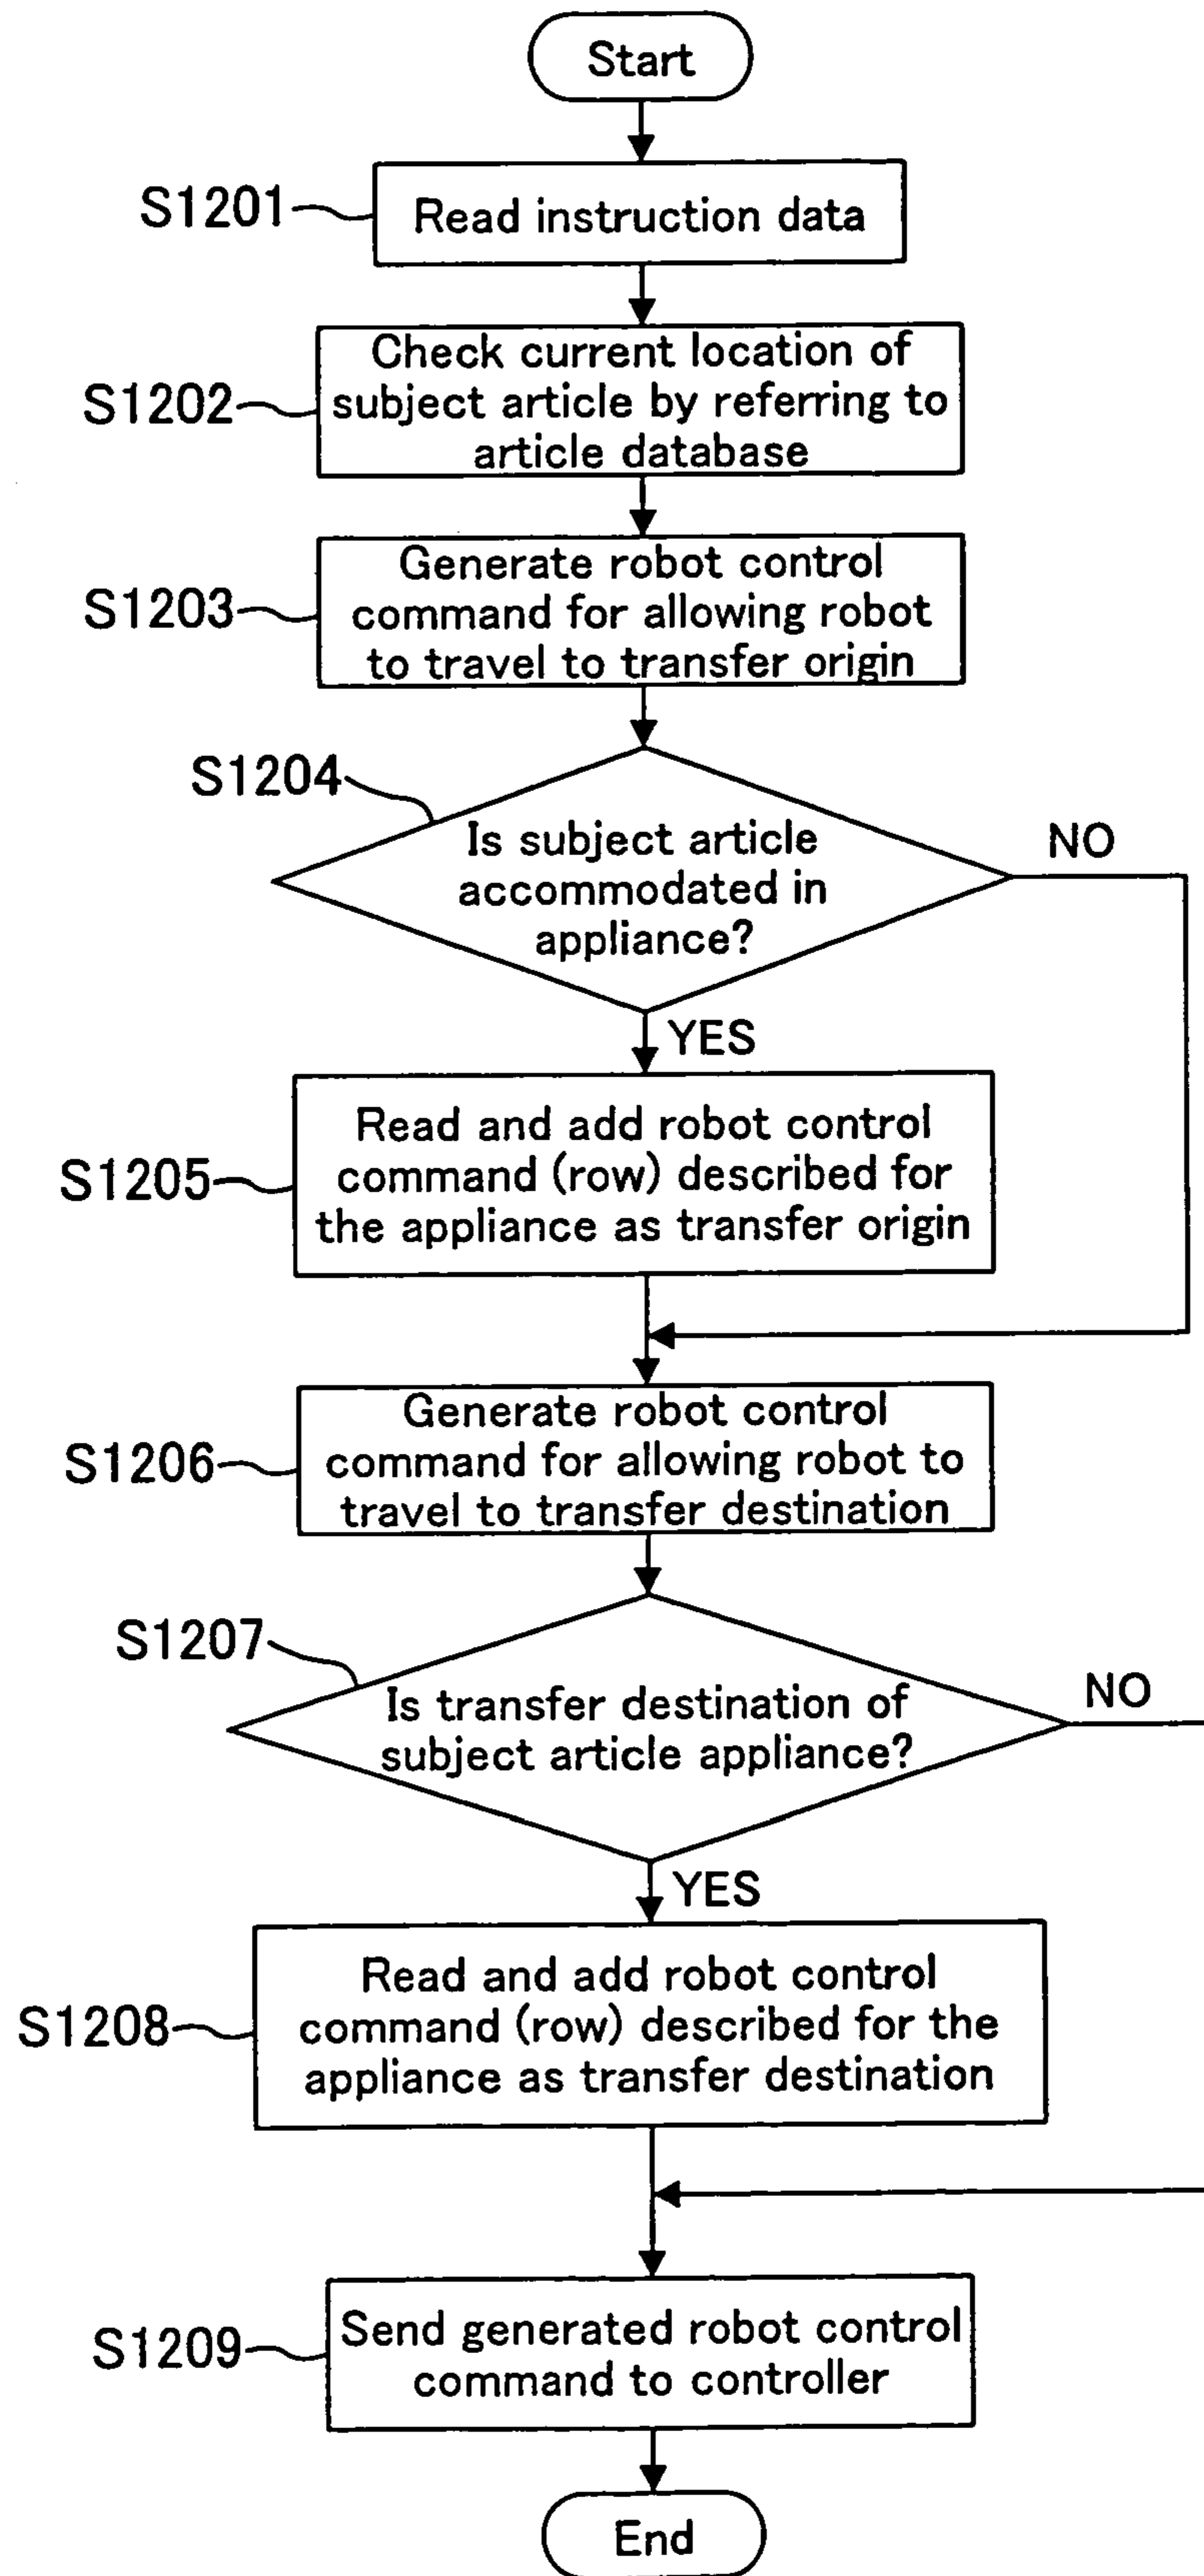 Start
S1201
Read instruction data
S1202
Check current location of
subject article by referring to
article database
S1203
Generate robot control
command for allowing robot
to travel to transfer origin
S1204
Is subject article
accommodated in
appliance?
NO
YES
S1205
Read and add robot control
command (row) described for
the appliance as transfer origin
S1206
Generate robot control
command for allowing robot to
travel to transfer destination
S1207
Is transfer destination of
subject article appliance?
NO
YES
S1208
Read and add robot control
command (row) described for the
appliance as transfer destination
S1209
Send generated robot control
command to controller
End